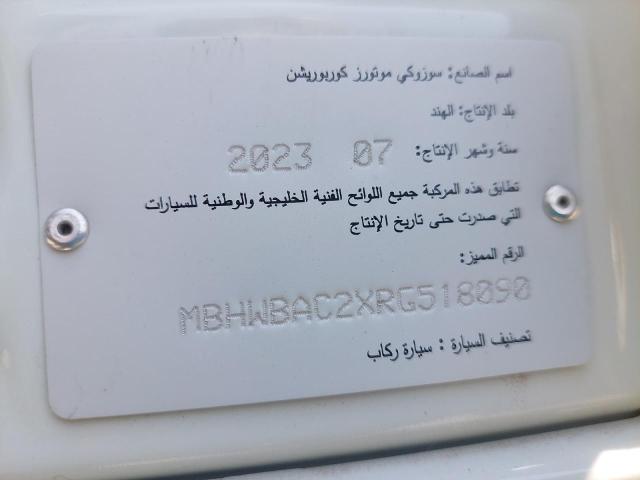 اسم الصانع: سوزوكي موتورز كوربوريشن
بلد الإنتاج: الهند
سنة وشهر الإنتاج: 07 2023
تطابق هذه المركبة جميع اللوائح الفنية الخليجية والوطنية للسيارات
التي صدرت حتى تاريخ الإنتاج
الرقم المميز:
MBHWBAC2XRG518090
تصنيف السيارة : سيارة ركاب